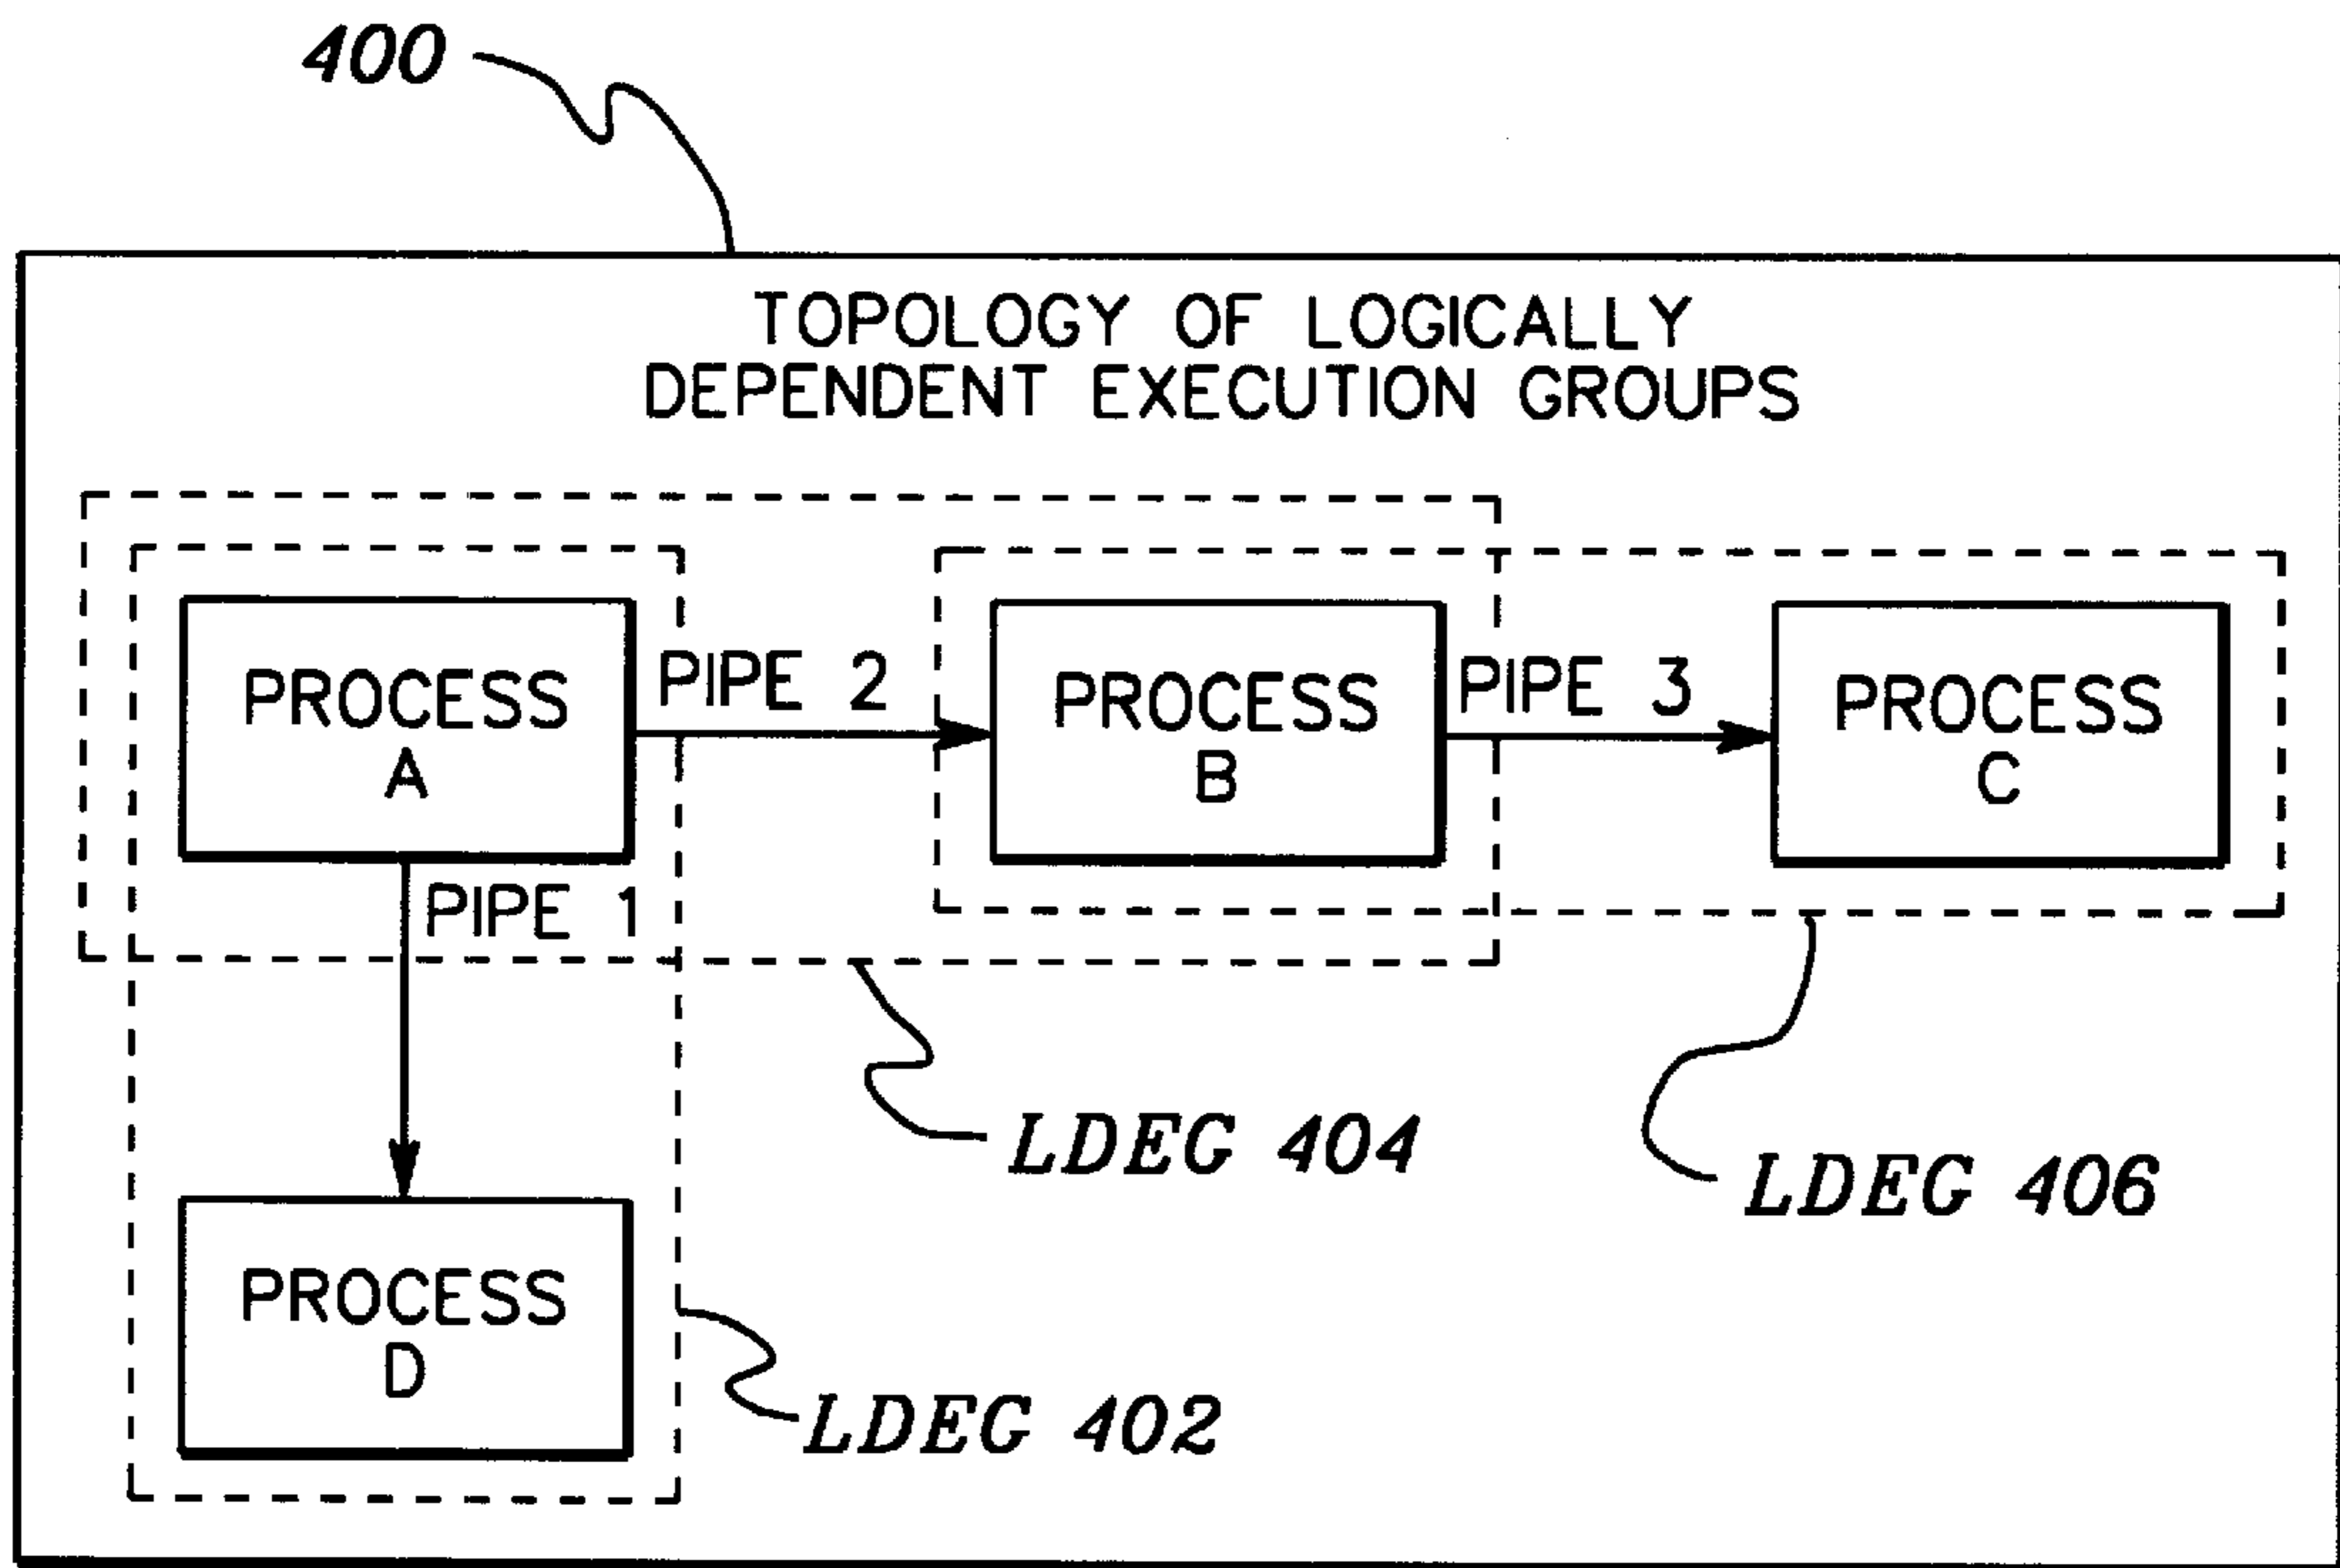 400
TOPOLOGY OF LOGICALLY
DEPENDENT EXECUTION GROUPS
PROCESS
A
PIPE 2
PROCESS
B
PIPE 3
PROCESS
C
PIPE 1
LDEG 404
LDEG 406
PROCESS
D
LDEG 402